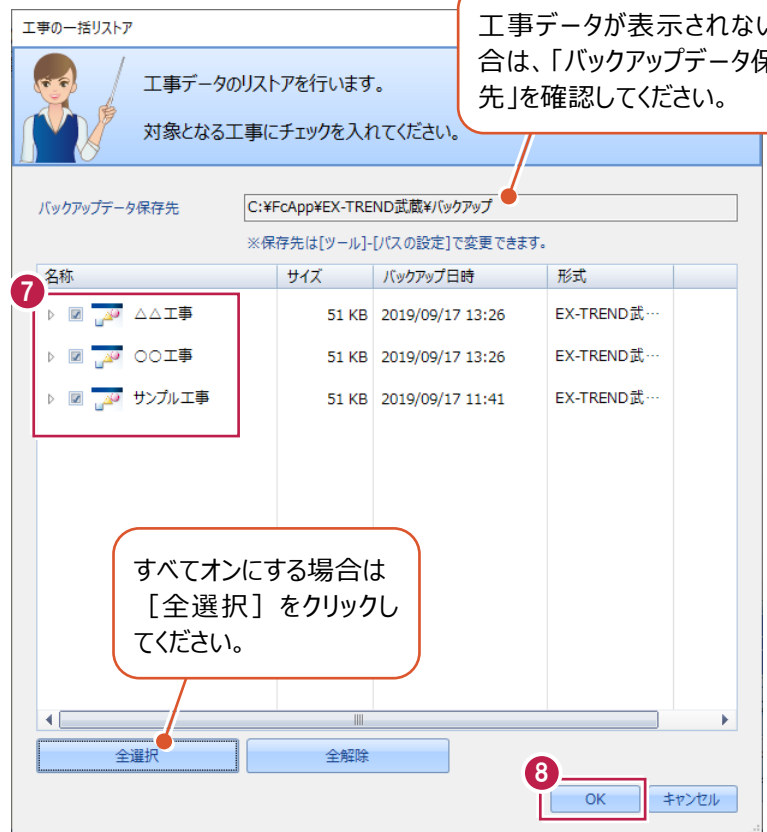 工事の一括リストア
工事データが表示されない
合は、「バックアップデータ保
先」を確認してください。
工事データのリストアを行います。
対象となる工事にチェックを入れてください。
バックアップデータ保存先 C:¥FcApp¥EX-TREND武蔵¥バックアップ
※保存先は[ツール]-[パスの設定]で変更できます。
名称 サイズ バックアップ日時 形式
7
△△工事 51 KB 2019/09/17 13:26 EX-TREND武…
○○工事 51 KB 2019/09/17 13:26 EX-TREND武…
サンプル工事 51 KB 2019/09/17 11:41 EX-TREND武…
すべてオンにする場合は
［全選択］をクリックし
てください。
全選択 全解除
8
OK キャンセル